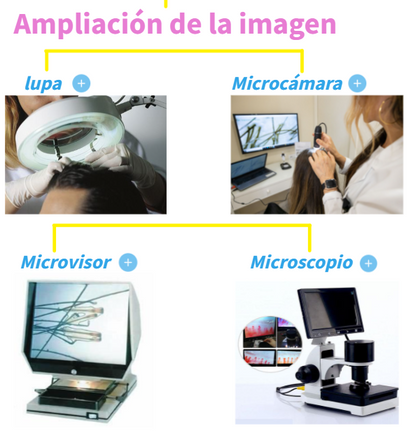 Ampliación de la imagen
lupa
Microcámara
Microvisor
Microscopio